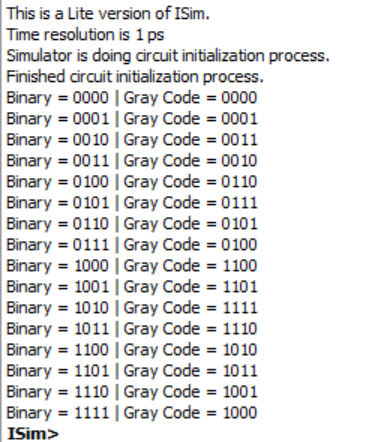 This is a Lite version of ISim.
Time resolution is 1 ps
Simulator is doing circuit initialization process.
Finished circuit initialization process.
Binary = 0000 | Gray Code = 0000
Binary = 0001 | Gray Code = 0001
Binary = 0010 | Gray Code = 0011
Binary = 0011 | Gray Code = 0010
Binary = 0100 | Gray Code = 0110
Binary = 0101 | Gray Code = 0111
Binary = 0110 | Gray Code = 0101
Binary = 0111 | Gray Code = 0100
Binary = 1000 | Gray Code = 1100
Binary = 1001 | Gray Code = 1101
Binary = 1010 | Gray Code = 1111
Binary = 1011 | Gray Code = 1110
Binary = 1100 | Gray Code = 1010
Binary = 1101 | Gray Code = 1011
Binary = 1110 | Gray Code = 1001
Binary = 1111 | Gray Code = 1000
ISim>